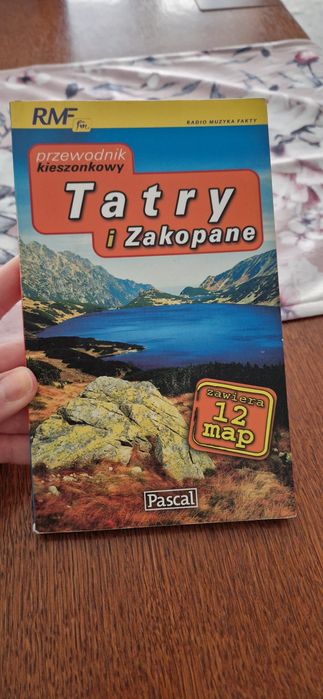 RMF fm
RADIO MUZYKA FAKTY
przewodnik
kieszonkowy
Tatry
i Zakopane
zawiera
12
map
Pascal